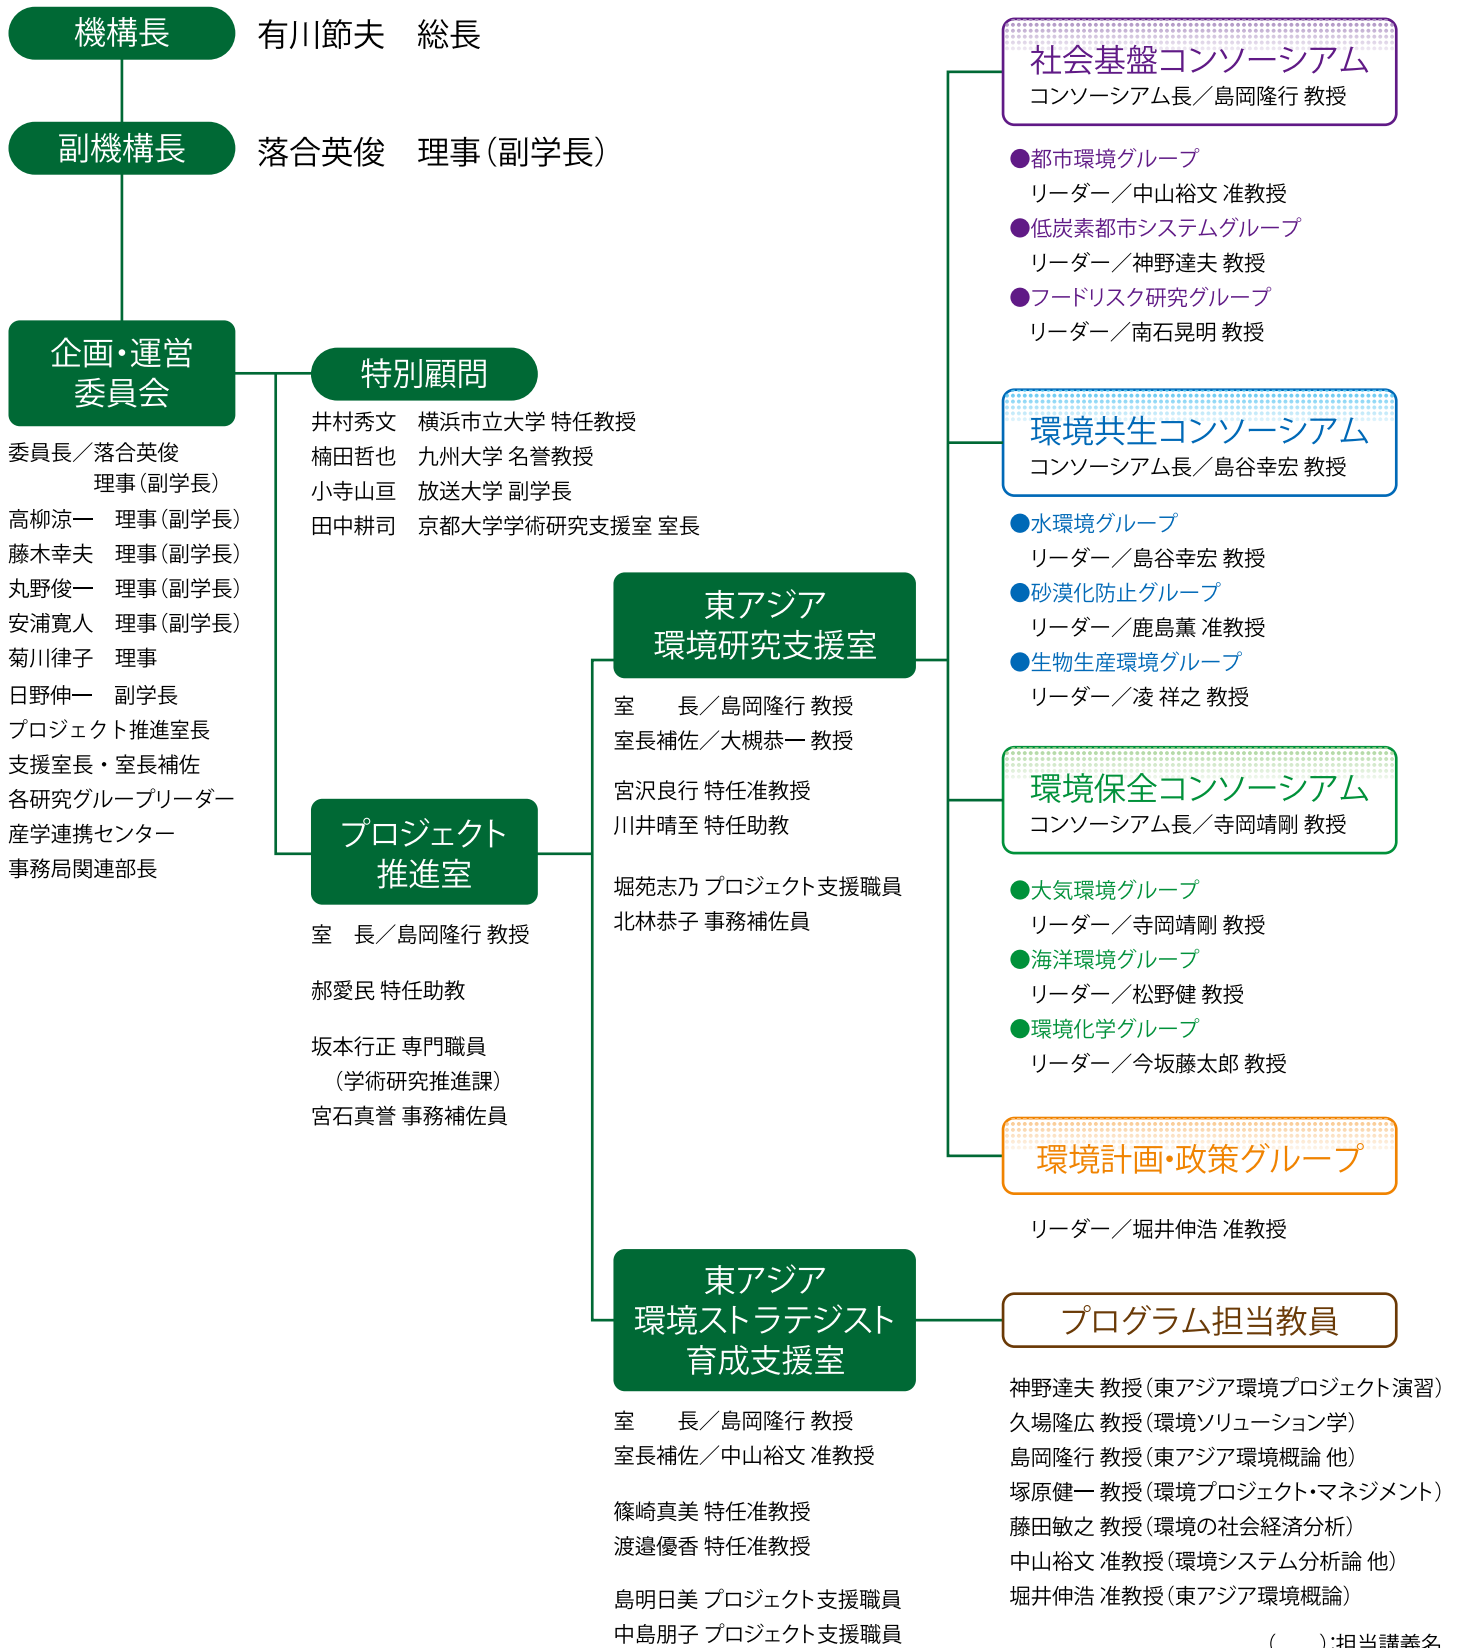 機構長
有川節夫　総長
副機構長
落合英俊　理事（副学長）
企画・運営
委員会
委員長／落合英俊
理事（副学長）
高柳涼一　理事（副学長）
藤木幸夫　理事（副学長）
丸野俊一　理事（副学長）
安浦寛人　理事（副学長）
菊川律子　理事
日野伸一　副学長
プロジェクト推進室長
支援室長・室長補佐
各研究グループリーダー
産学連携センター
事務局関連部長
特別顧問
井村秀文　横浜市立大学 特任教授
楠田哲也　九州大学 名誉教授
小寺山亘　放送大学 副学長
田中耕司　京都大学学術研究支援室 室長
プロジェクト
推進室
室　長／島岡隆行 教授
郝愛民 特任助教
坂本行正 専門職員
（学術研究推進課）
宮石真誉 事務補佐員
東アジア
環境研究支援室
室　　長／島岡隆行 教授
室長補佐／大槻恭一 教授
宮沢良行 特任准教授
川井晴至 特任助教
堀苑志乃 プロジェクト支援職員
北林恭子 事務補佐員
東アジア
環境ストラテジスト
育成支援室
室　　長／島岡隆行 教授
室長補佐／中山裕文 准教授
篠崎真美 特任准教授
渡邉優香 特任准教授
島明日美 プロジェクト支援職員
中島朋子 プロジェクト支援職員
社会基盤コンソーシアム
コンソーシアム長／島岡隆行 教授
●都市環境グループ
リーダー／中山裕文 准教授
●低炭素都市システムグループ
リーダー／神野達夫 教授
●フードリスク研究グループ
リーダー／南石晃明 教授
環境共生コンソーシアム
コンソーシアム長／島谷幸宏 教授
●水環境グループ
リーダー／島谷幸宏 教授
●砂漠化防止グループ
リーダー／鹿島薫 准教授
●生物生産環境グループ
リーダー／凌 祥之 教授
環境保全コンソーシアム
コンソーシアム長／寺岡靖剛 教授
●大気環境グループ
リーダー／寺岡靖剛 教授
●海洋環境グループ
リーダー／松野健 教授
●環境化学グループ
リーダー／今坂藤太郎 教授
環境計画・政策グループ
リーダー／堀井伸浩 准教授
プログラム担当教員
神野達夫 教授（東アジア環境プロジェクト演習）
久場隆広 教授（環境ソリューション学）
島岡隆行 教授（東アジア環境概論 他）
塚原健一 教授（環境プロジェクト・マネジメント）
藤田敏之 教授（環境の社会経済分析）
中山裕文 准教授（環境システム分析論 他）
堀井伸浩 准教授（東アジア環境概論）
（　　）：担当講義名